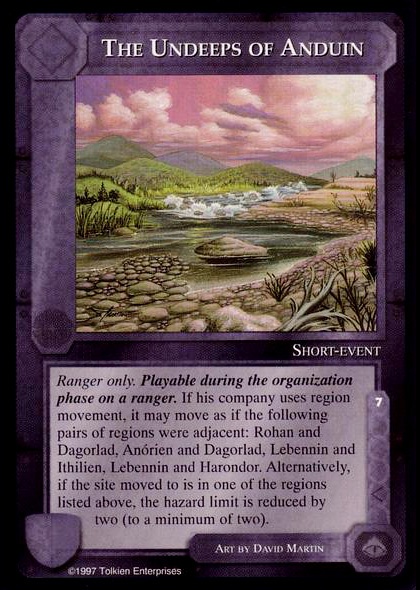 THE UNDEEPS OF ANDUIN
SHORT-EVENT
Ranger only. Playable during the organization
phase on a ranger. If his company uses region
movement, it may move as if the following
pairs of regions were adjacent: Rohan and
Dagorlad, Anórien and Dagorlad, Lebennin and
Ithilien, Lebennin and Harondor. Alternatively,
if the site moved to is in one of the regions
listed above, the hazard limit is reduced by
two (to a minimum of two).
7
ART BY DAVID MARTIN
©1997 Tolkien Enterprises